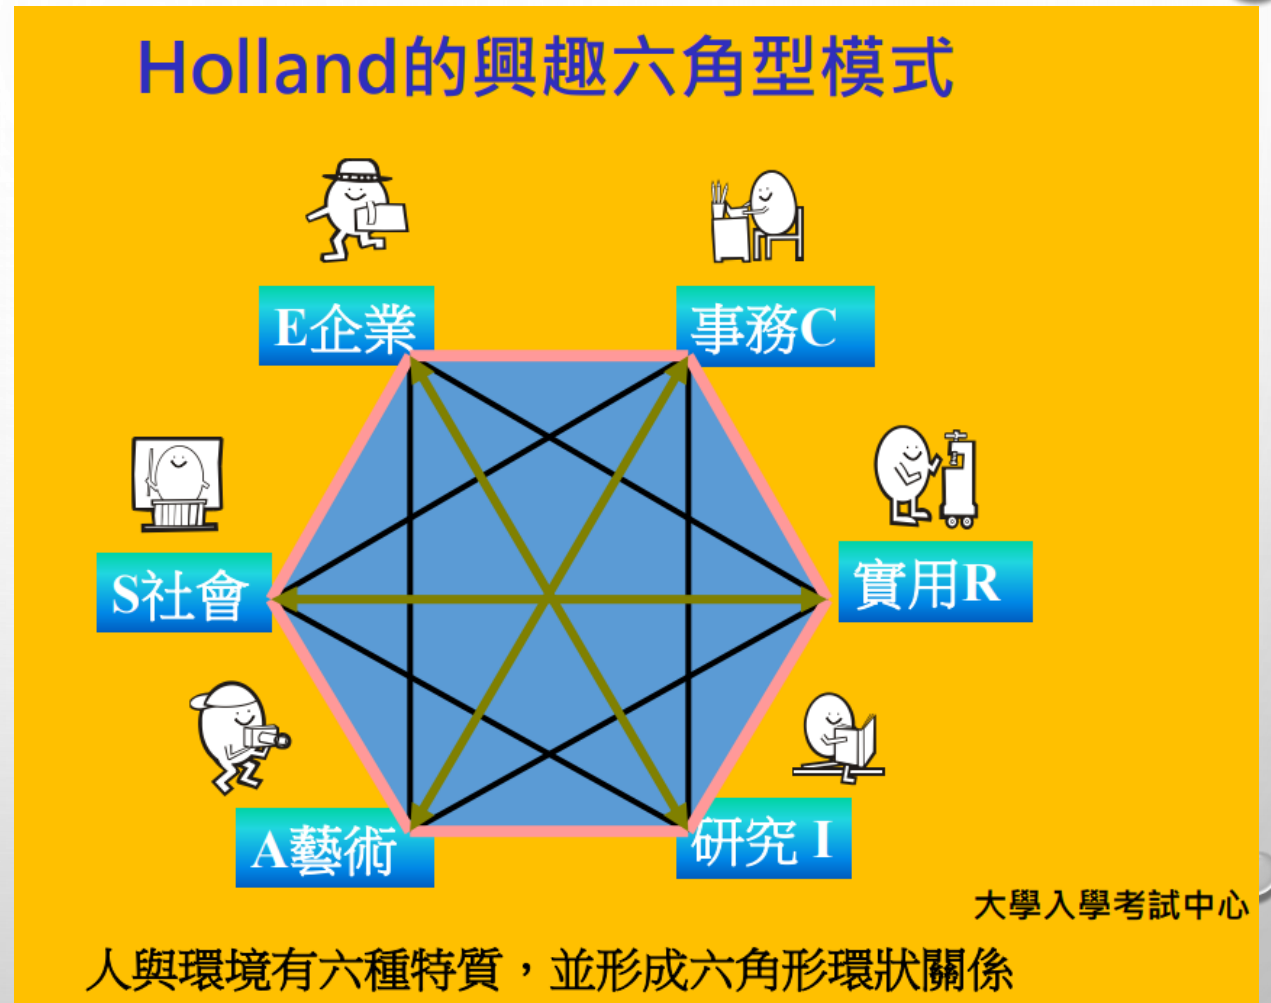 Holland的興趣六角型模式
E企業
事務C
S社會
實用R
A藝術
研究 I
大學入學考試中心
人與環境有六種特質，並形成六角形環狀關係